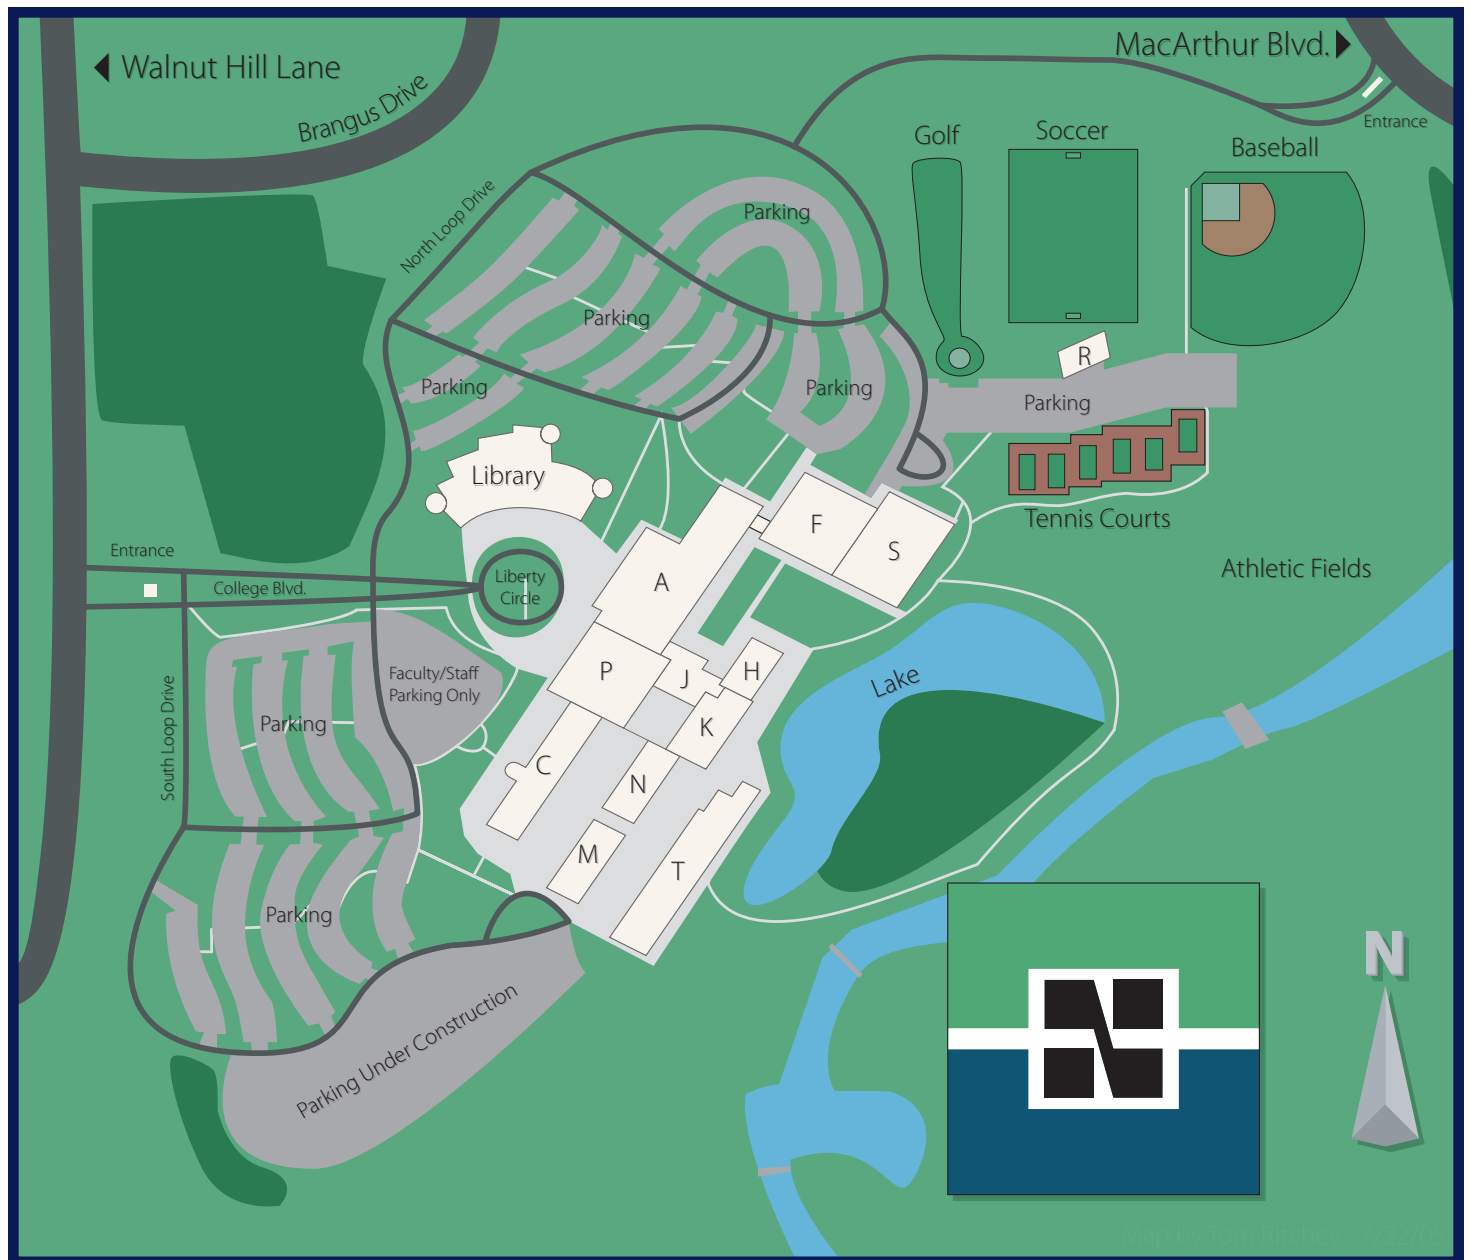 Walnut Hill Lane
MacArthur Blvd.
Brangus Drive
Entrance
Golf
Soccer
Baseball
North Loop Drive
Parking
Parking
R
Parking
Parking
Parking
Library
Tennis Courts
F
S
Entrance
College Blvd.
Liberty
Circle
A
Athletic Fields
Faculty/Staff
Parking Only
P
J
H
Lake
South Loop Drive
Parking
K
C
N
M
T
Parking
N
Parking Under Construction